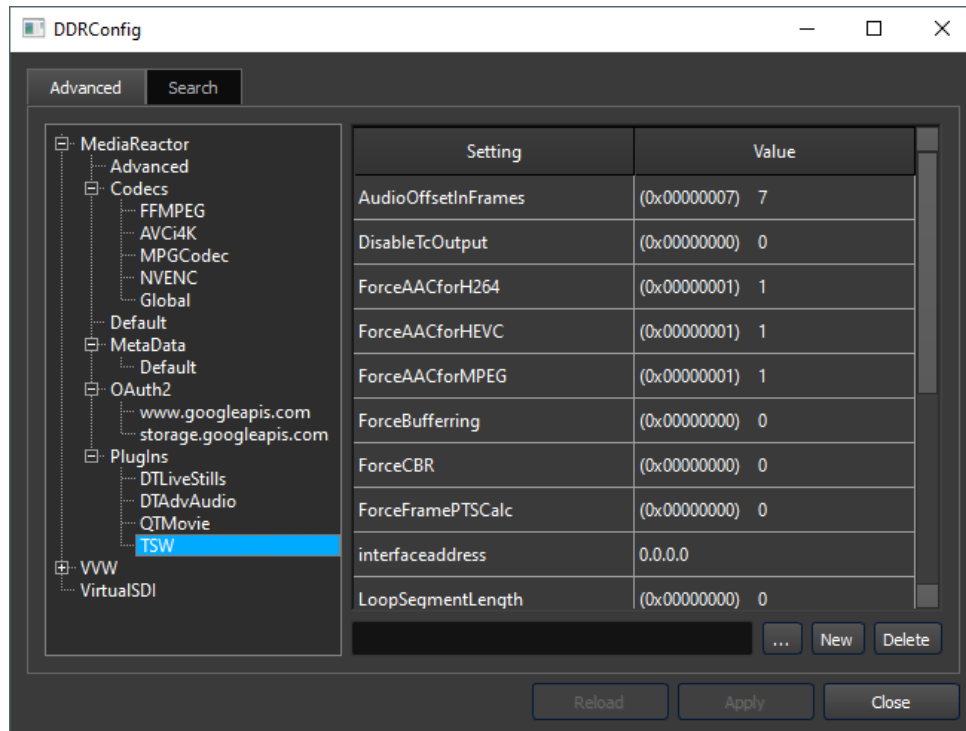 DDRConfig
Advanced
Search
MediaReactor
Advanced
Codecs
FFMPEG
AVCi4K
MPGCodec
NVENC
Global
Default
MetaData
Default
OAuth2
www.googleapis.com
storage.googleapis.com
PlugIns
DTLiveStills
DTAdvAudio
QTMovie
TSW
VVW
VirtualSDI
Setting Value
AudioOffsetInFrames (0x00000007) 7
DisableTcOutput (0x00000000) 0
ForceAACforH264 (0x00000001) 1
ForceAACforHEVC (0x00000001) 1
ForceAACforMPEG (0x00000001) 1
ForceBufferring (0x00000000) 0
ForceCBR (0x00000000) 0
ForceFramePTSCalc (0x00000000) 0
interfaceaddress 0.0.0.0
LoopSegmentLength (0x00000000) 0
... New Delete
Reload Apply Close